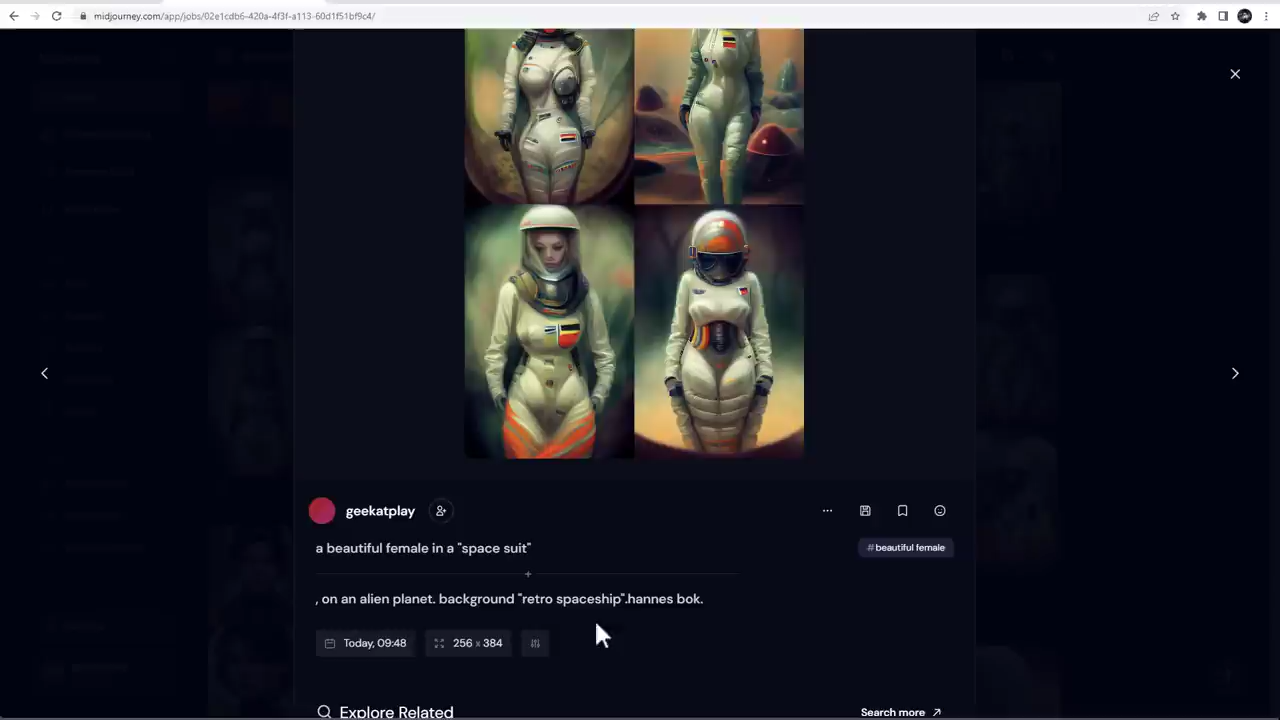 midjourney.com/app/jobs/02e1cdb6-420a-4f3f-a113-60d1f51bf9c4/
geekatplay
a beautiful female in a "space suit"
#beautiful female
, on an alien planet. background "retro spaceship".hannes bok.
Today, 09:48
256 x 384
Explore Related
Search more